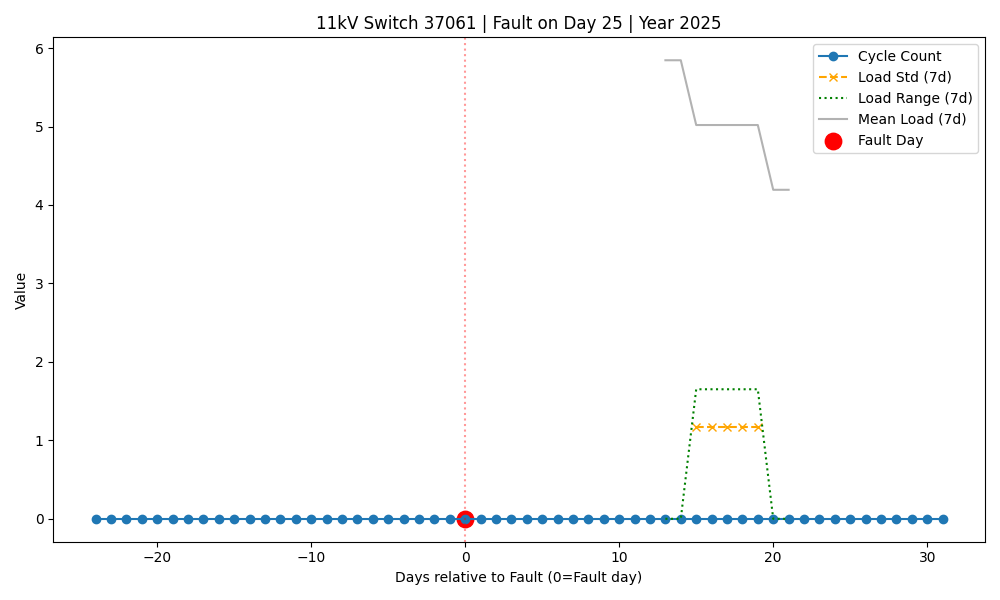 11kV Switch 37061 | Fault on Day 25 | Year 2025
Cycle Count
Load Std (7d)
Load Range (7d)
Mean Load (7d)
Fault Day
Value
6
5
4
3
2
1
0
−20 −10 0 10 20 30
Days relative to Fault (0=Fault day)